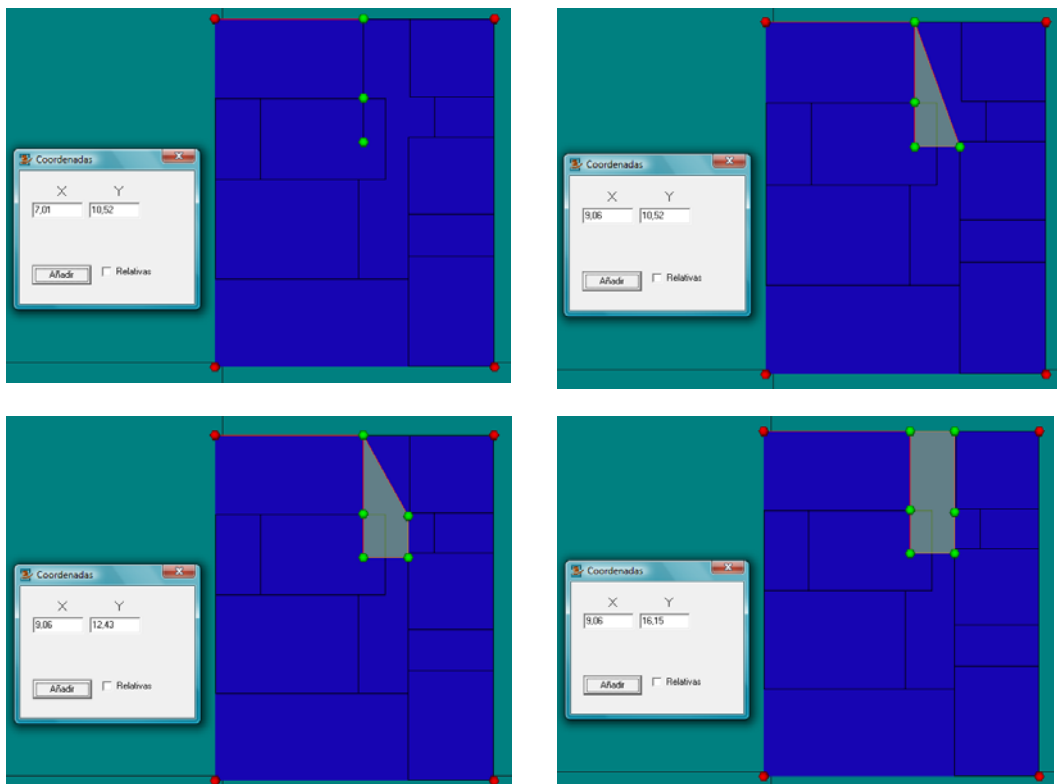 Coordenadas
X Y
7,01 10,52
Añadir Relativas
Coordenadas
X Y
9,06 10,52
Añadir Relativas
Coordenadas
X Y
9,06 12,43
Añadir Relativas
Coordenadas
X Y
9,06 16,15
Añadir Relativas